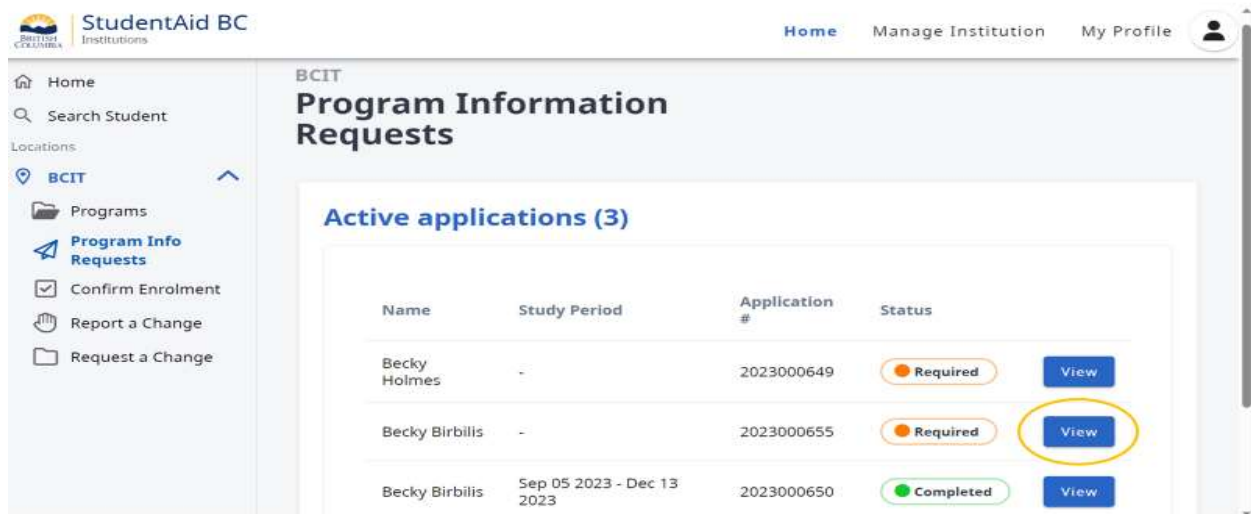 StudentAid BC
BRITISH
COLUMBIA
Institutions
Home Manage Institution My Profile
Home
Search Student
Locations
BCIT
Programs
Program Info
Requests
Confirm Enrolment
Report a Change
Request a Change
BCIT
Program Information
Requests
Active applications (3)
Name Study Period Application
#
Status
Becky
Holmes
- 2023000649 Required View
Becky Birbilis - 2023000655 Required View
Becky Birbilis Sep 05 2023 - Dec 13
2023
2023000650 Completed View